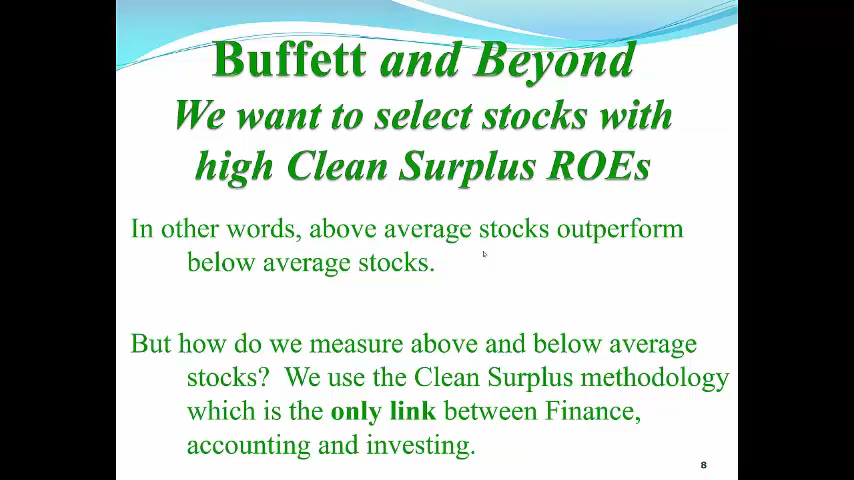 Buffett and Beyond
We want to select stocks with
high Clean Surplus ROEs
In other words, above average stocks outperform
below average stocks.
But how do we measure above and below average
stocks? We use the Clean Surplus methodology
which is the only link between Finance,
accounting and investing.
8